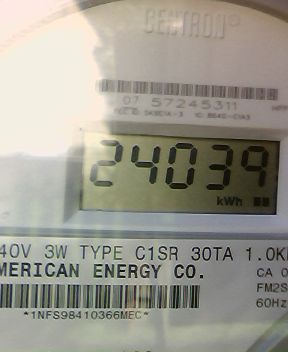 CENTRON®
07 57245311
24039
kWh
40V 3W TYPE C1SR 30TA 1.0K
MERICAN ENERGY CO.
CA 0
FM2S
60Hz
*1NFS98410366MEC*